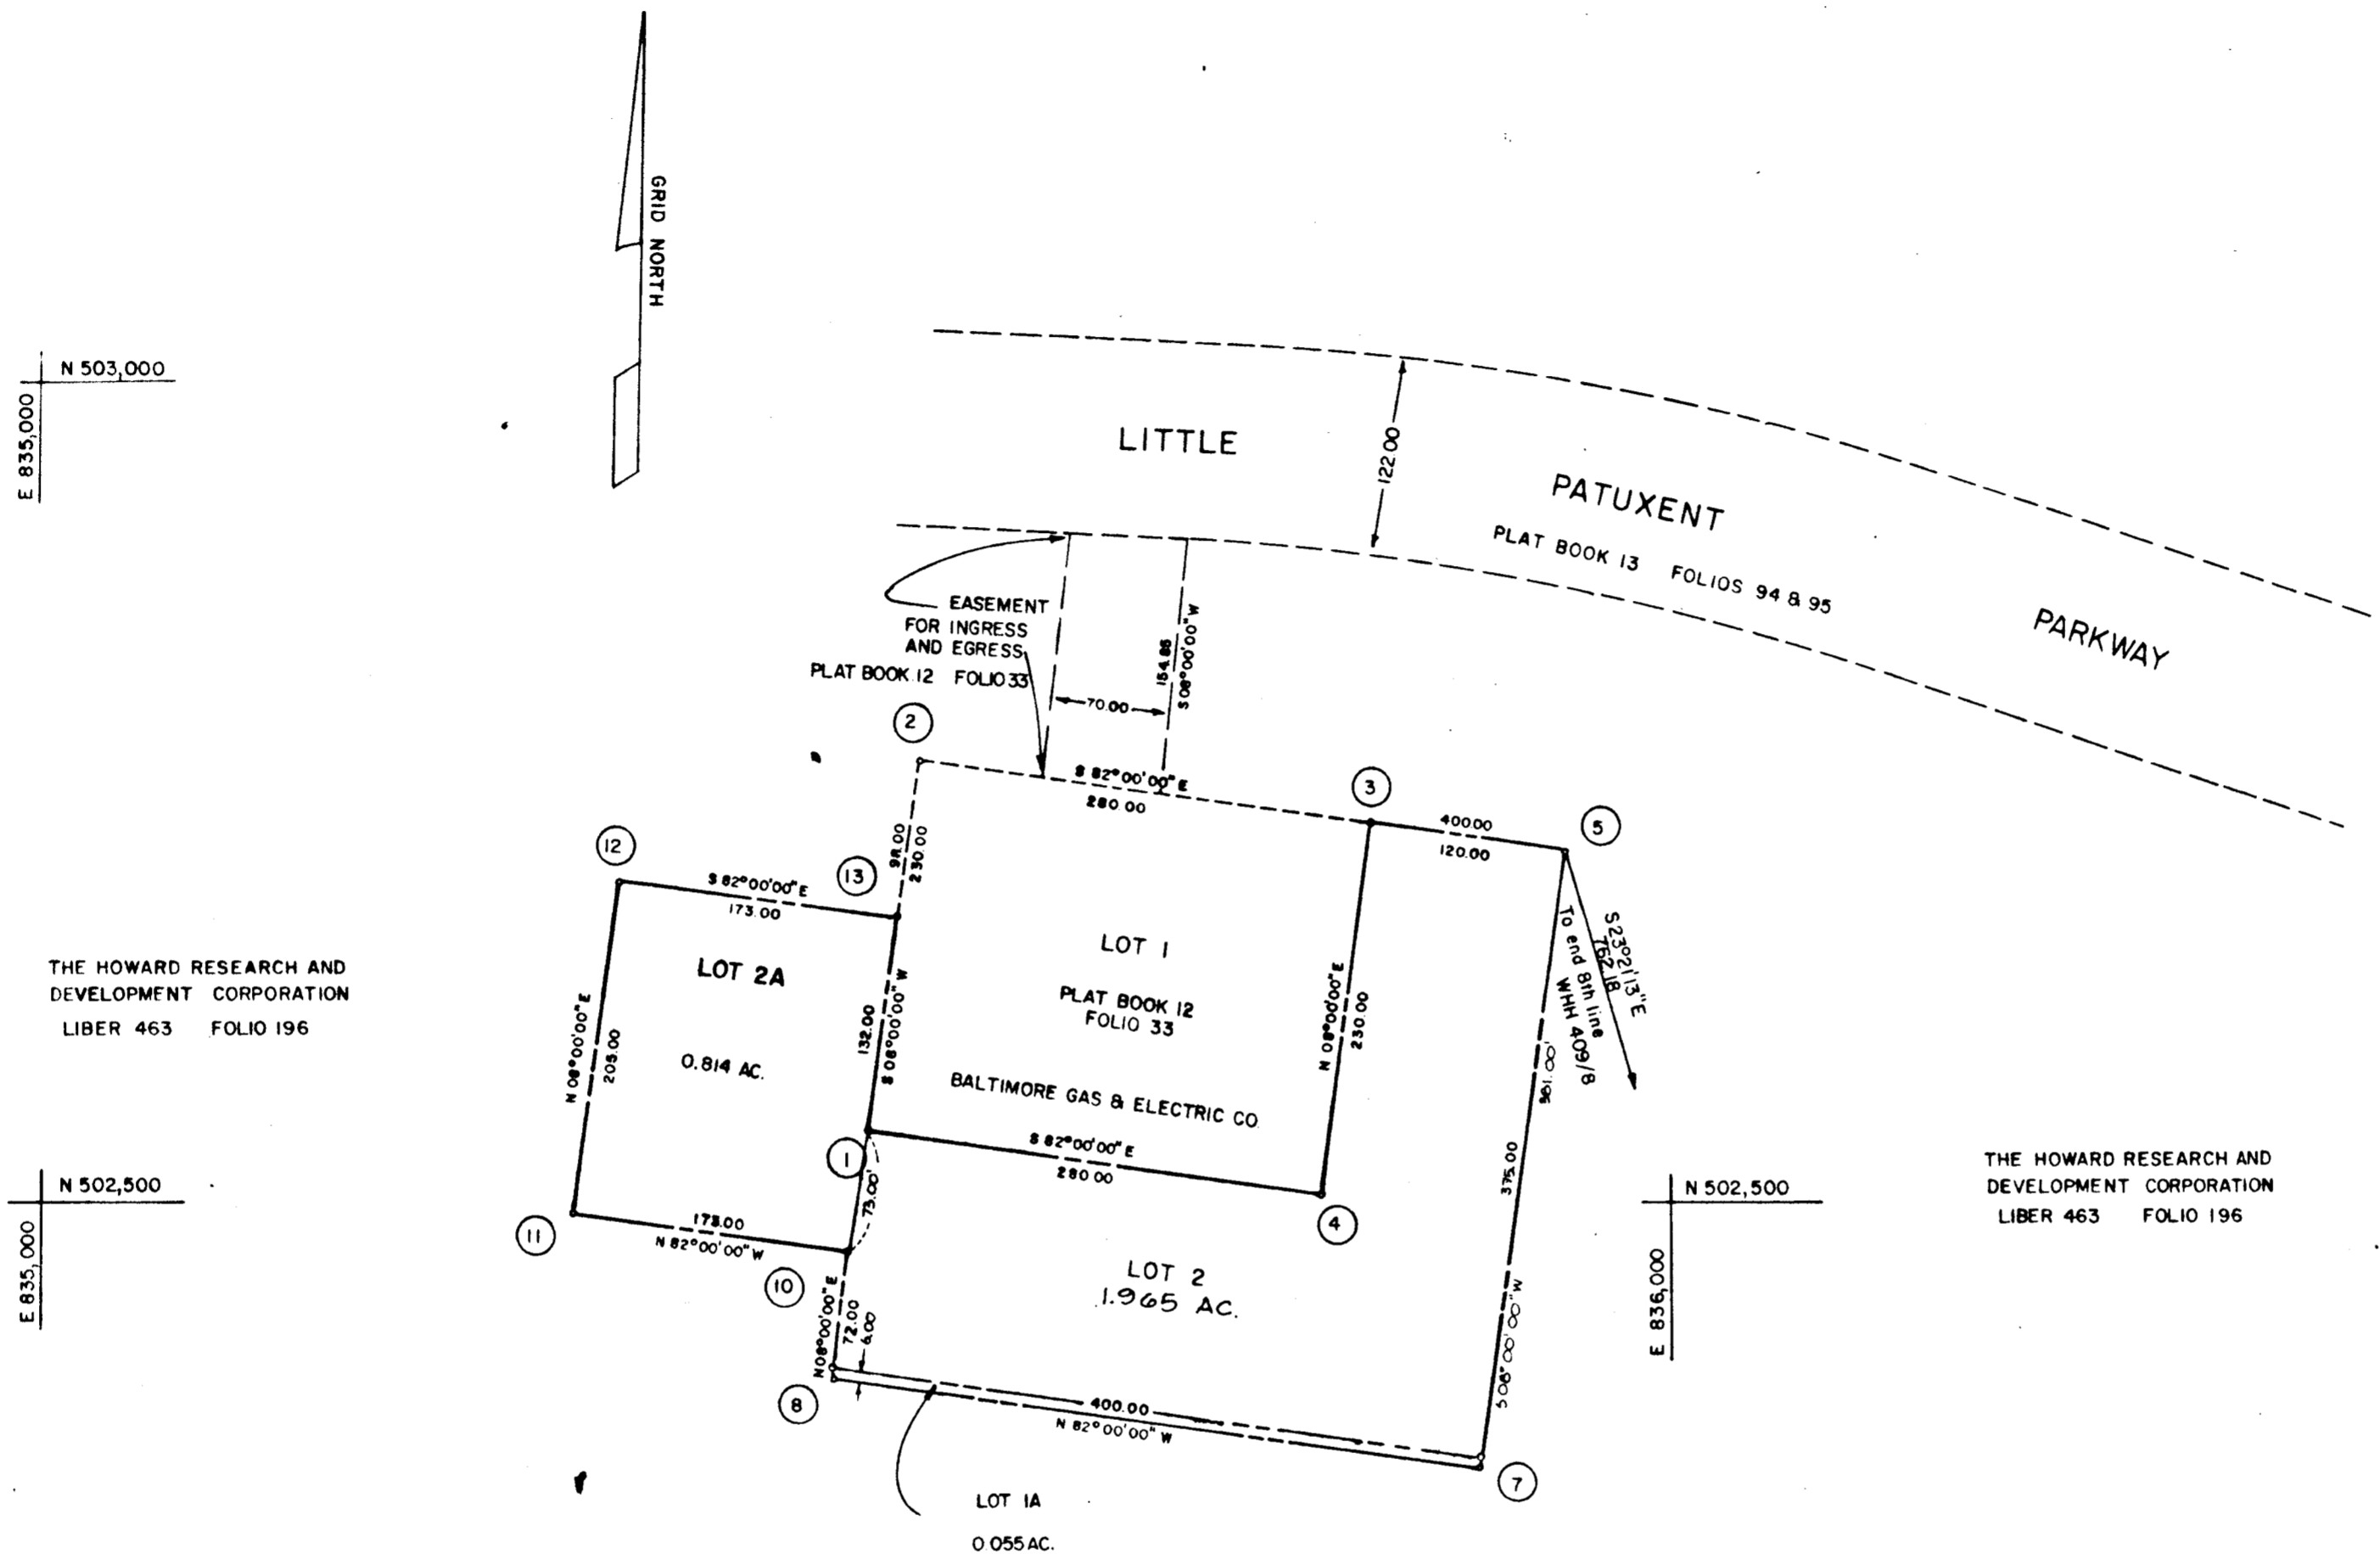 GRID NORTH
N 503,000
E 835,000
LITTLE
PATUXENT
PARKWAY
PLAT BOOK 13 FOLIOS 94 & 95
122.00
EASEMENT
FOR INGRESS
AND EGRESS
PLAT BOOK 12 FOLIO 33
70.00
154.85
S 08°00'00" W
2
S 82°00'00" E
280.00
3
400.00
120.00
5
98.00
230.00
12
S 82°00'00" E
173.00
13
LOT 2A
0.814 AC.
N 08°00'00" E
205.00
132.00
S 08°00'00" W
LOT 1
PLAT BOOK 12
FOLIO 33
BALTIMORE GAS & ELECTRIC CO.
N 08°00'00" E
230.00
S 23°21'13" E
752.18
To end 8th line
WHH 409/8
381.00'
375.00
S 08°00'00" W
THE HOWARD RESEARCH AND
DEVELOPMENT CORPORATION
LIBER 463 FOLIO 196
1
S 82°00'00" E
280.00
73.00'
4
N 502,500
E 835,000
11
173.00
N 82°00'00" W
10
LOT 2
1.965 AC.
N 502,500
E 836,000
THE HOWARD RESEARCH AND
DEVELOPMENT CORPORATION
LIBER 463 FOLIO 196
N 08°00'00" E
72.00
6.00
8
400.00
N 82°00'00" W
7
LOT 1A
0.055 AC.